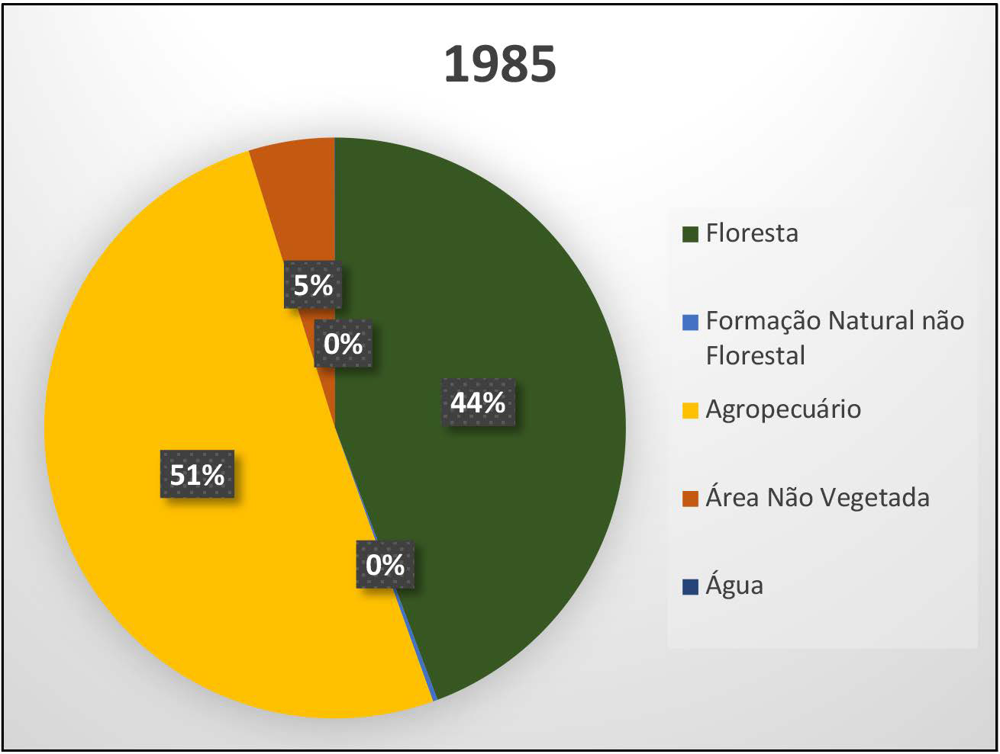 1985
5%
0%
44%
51%
0%
Floresta
Formação Natural não
Florestal
Agropecuário
Área Não Vegetada
Água